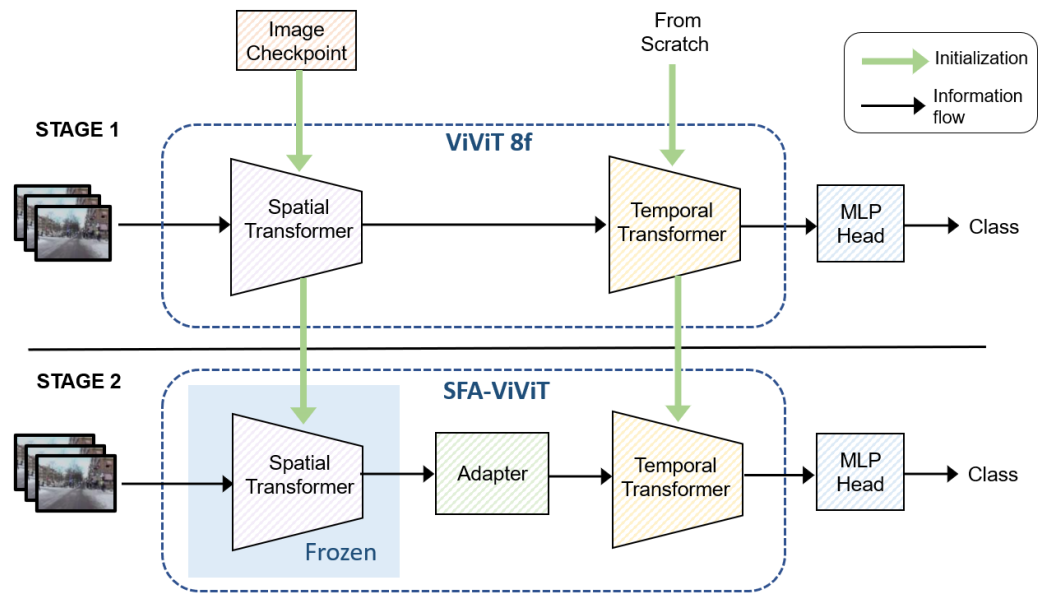 Image
Checkpoint
From
Scratch
Initialization
Information
flow
STAGE 1
ViViT 8f
Spatial
Transformer
Temporal
Transformer
MLP
Head
Class
STAGE 2
SFA-ViViT
Spatial
Transformer
Adapter
Temporal
Transformer
MLP
Head
Class
Frozen